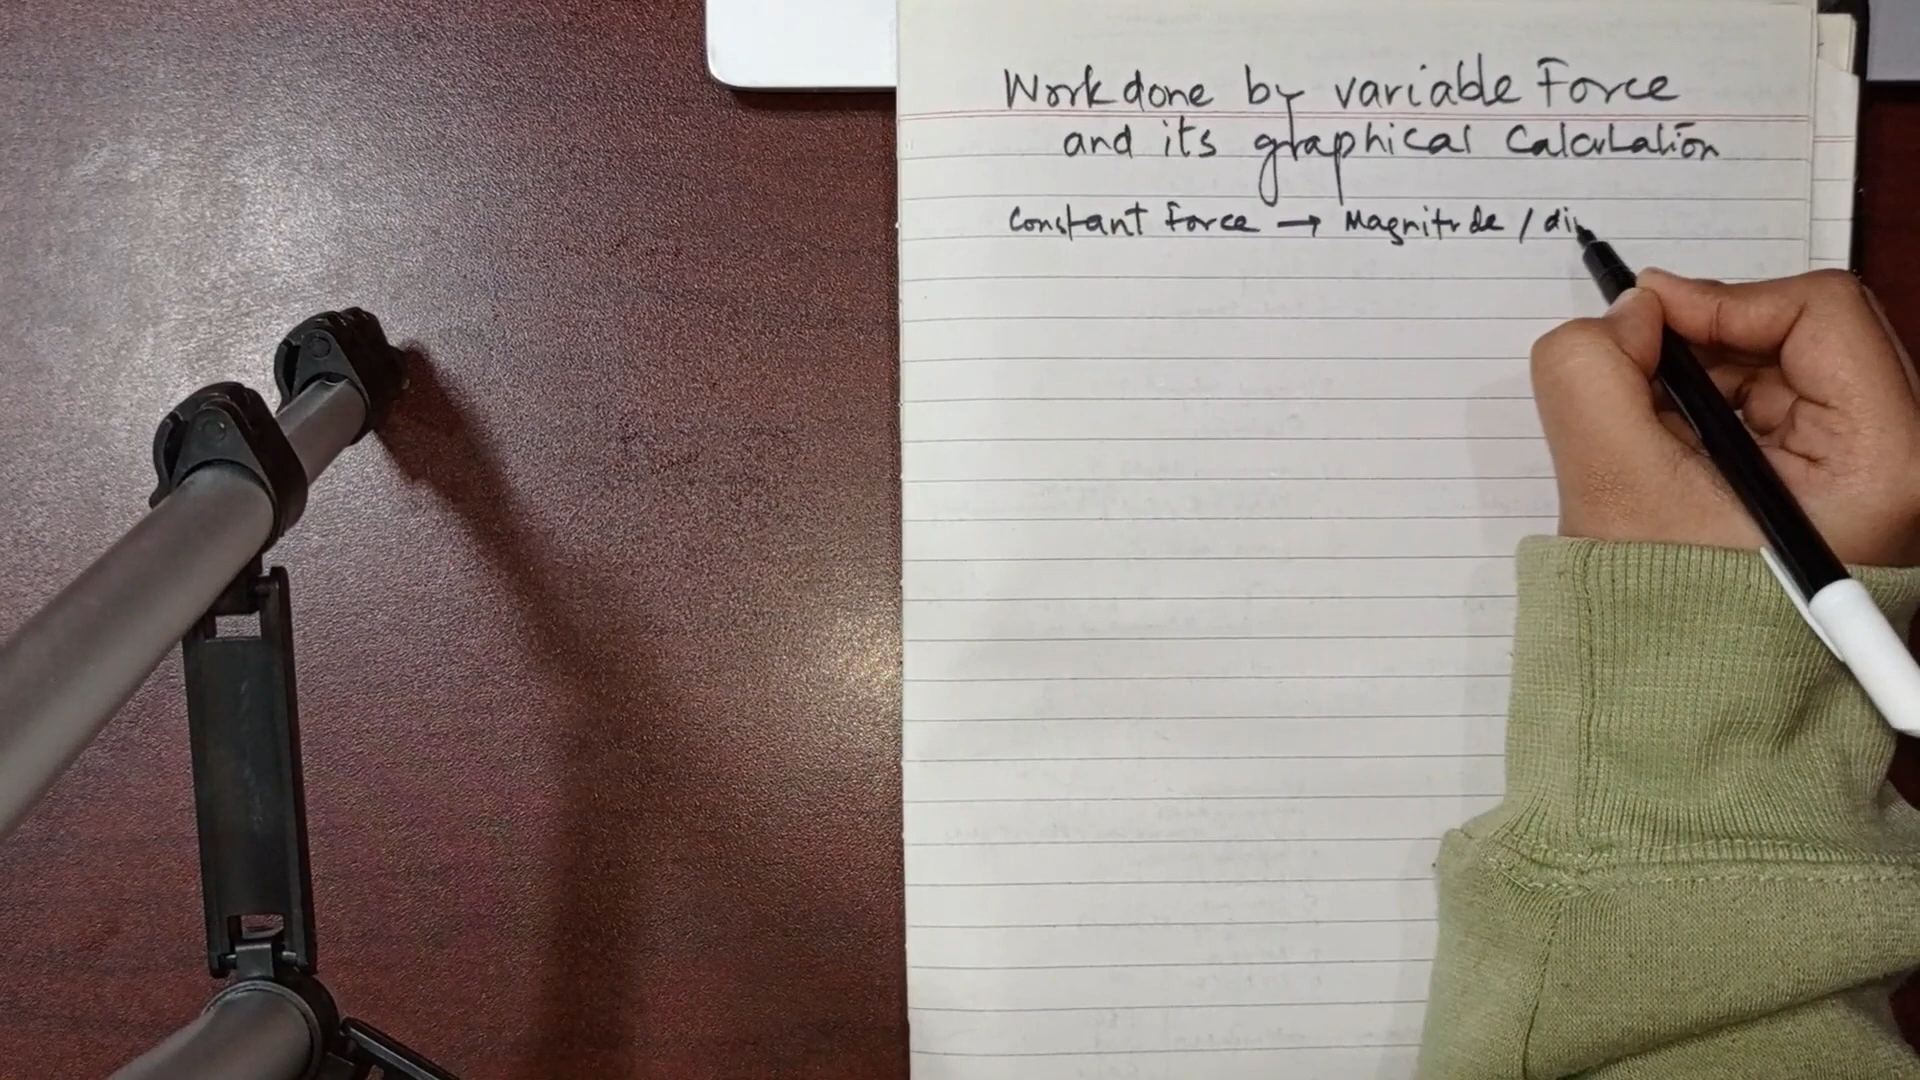 Work done by variable Force
and its graphical Calculation
Constant Force → Magnitude / di